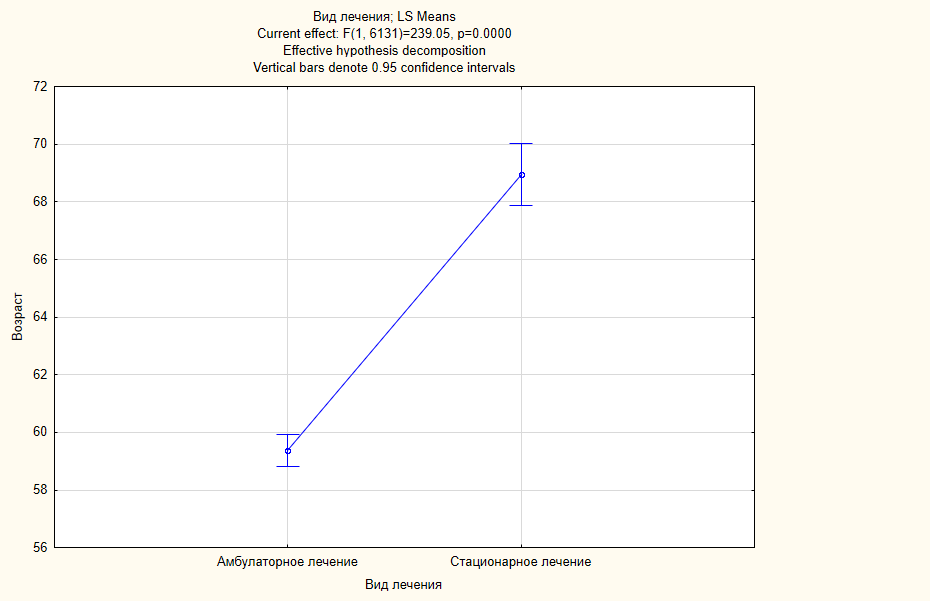 Вид лечения; LS Means
Current effect: F(1, 6131)=239.05, p=0.0000
Effective hypothesis decomposition
Vertical bars denote 0.95 confidence intervals
72
70
68
66
64
62
60
58
56
Возраст
Амбулаторное лечение
Стационарное лечение
Вид лечения